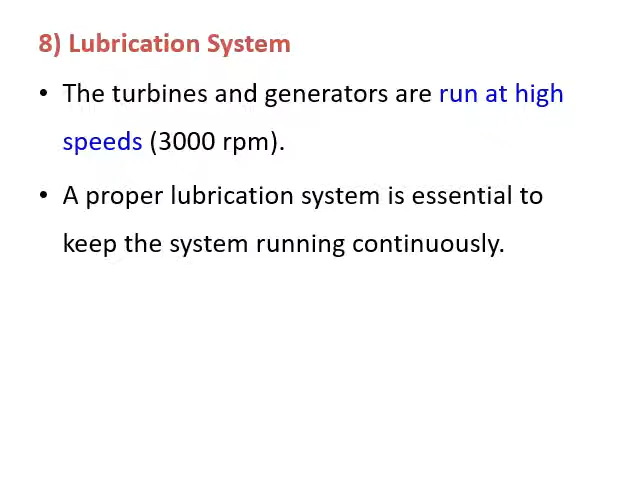 8) Lubrication System
• The turbines and generators are run at high
speeds (3000 rpm).
• A proper lubrication system is essential to
keep the system running continuously.